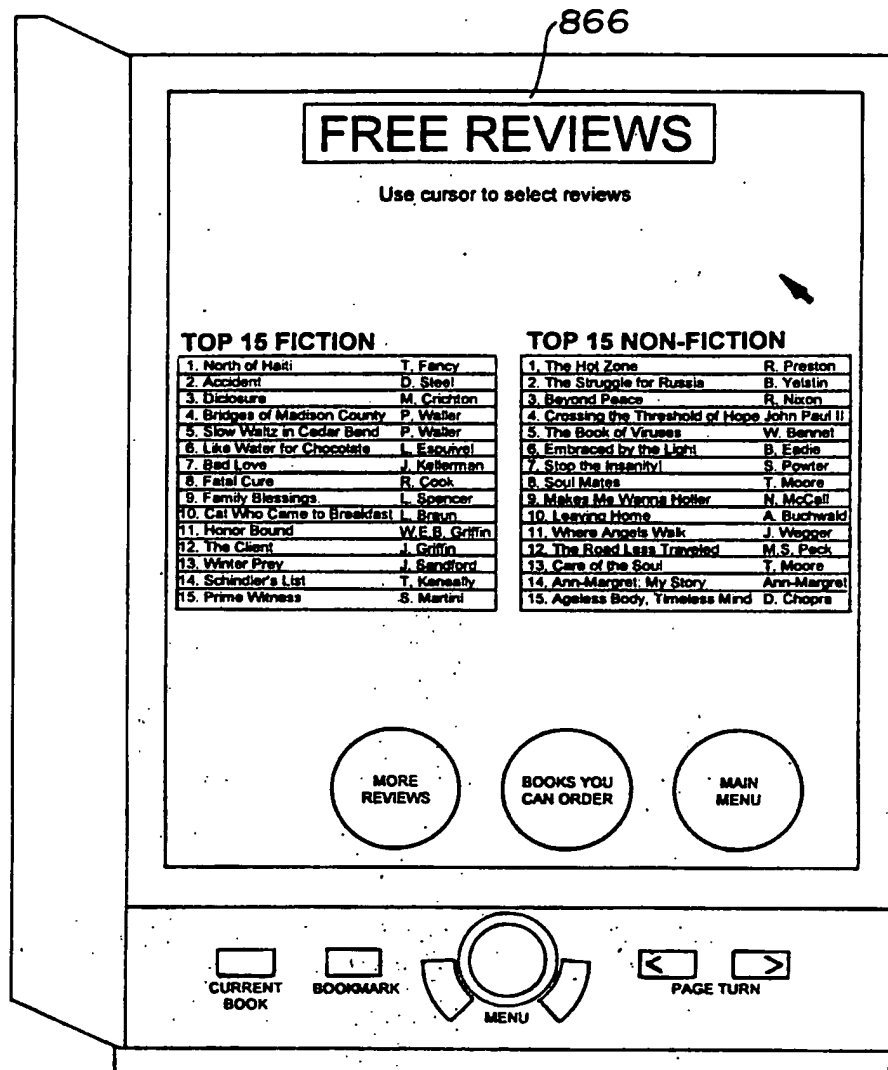 866
FREE REVIEWS
Use cursor to select reviews
TOP 15 FICTION
1. North of Haiti T. Fancy
2. Accident D. Steel
3. Diclosure M. Crichton
4. Bridges of Madison County P. Waller
5. Slow Waltz in Cedar Bend P. Waller
6. Like Water for Chocolate L. Esquivel
7. Bad Love J. Kellerman
8. Fatal Cure R. Cook
9. Family Blessings. L. Spencer
10. Cat Who Came to Breakfast L. Braun
11. Honor Bound W.E.B. Griffin
12. The Client J. Griffin
13. Winter Prey J. Sandford
14. Schindler's List T. Keneally
15. Prime Witness S. Martini
TOP 15 NON-FICTION
1. The Hot Zone R. Preston
2. The Struggle for Russia B. Yelstin
3. Beyond Peace R. Nixon
4. Crossing the Threshold of Hope John Paul II
5. The Book of Viruses W. Bennet
6. Embraced by the Light B. Eadie
7. Stop the Insanity! S. Powter
8. Soul Mates T. Moore
9. Makes Me Wanna Holler N. McCall
10. Leaving Home A. Buchwald
11. Where Angels Walk J. Wegger
12. The Road Less Traveled M.S. Peck
13. Care of the Soul T. Moore
14. Ann-Margret: My Story Ann-Margret
15. Ageless Body, Timeless Mind D. Chopra
MORE
REVIEWS
BOOKS YOU
CAN ORDER
MAIN
MENU
CURRENT
BOOK
BOOKMARK
MENU
< >
PAGE TURN